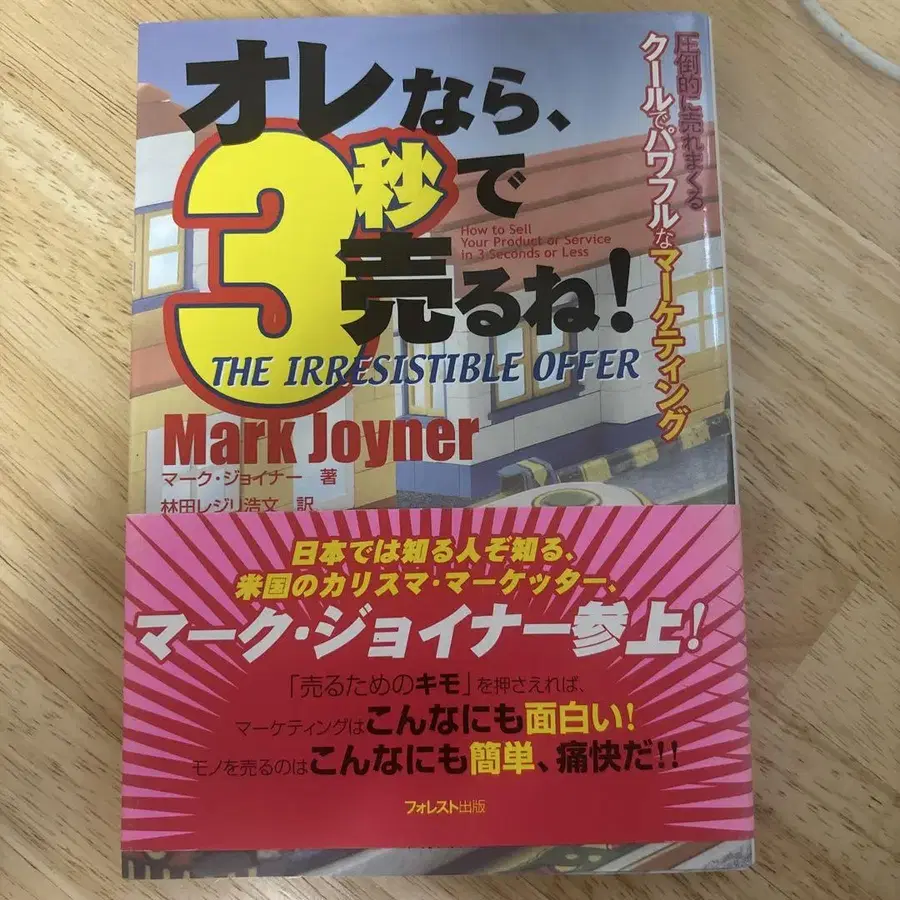 圧倒的に売れまくる
クールでパワフルなマーケティング
オレなら、
3秒で
売るね！
How to Sell
Your Product or Service
in 3 Seconds or Less
THE IRRESISTIBLE OFFER
Mark Joyner
マーク・ジョイナー 著
林田レジリ浩文 訳
日本では知る人ぞ知る、
米国のカリスマ・マーケッター、
マーク・ジョイナー参上！
「売るためのキモ」を押さえれば、
マーケティングはこんなにも面白い！
モノを売るのはこんなにも簡単、痛快だ！！
フォレスト出版